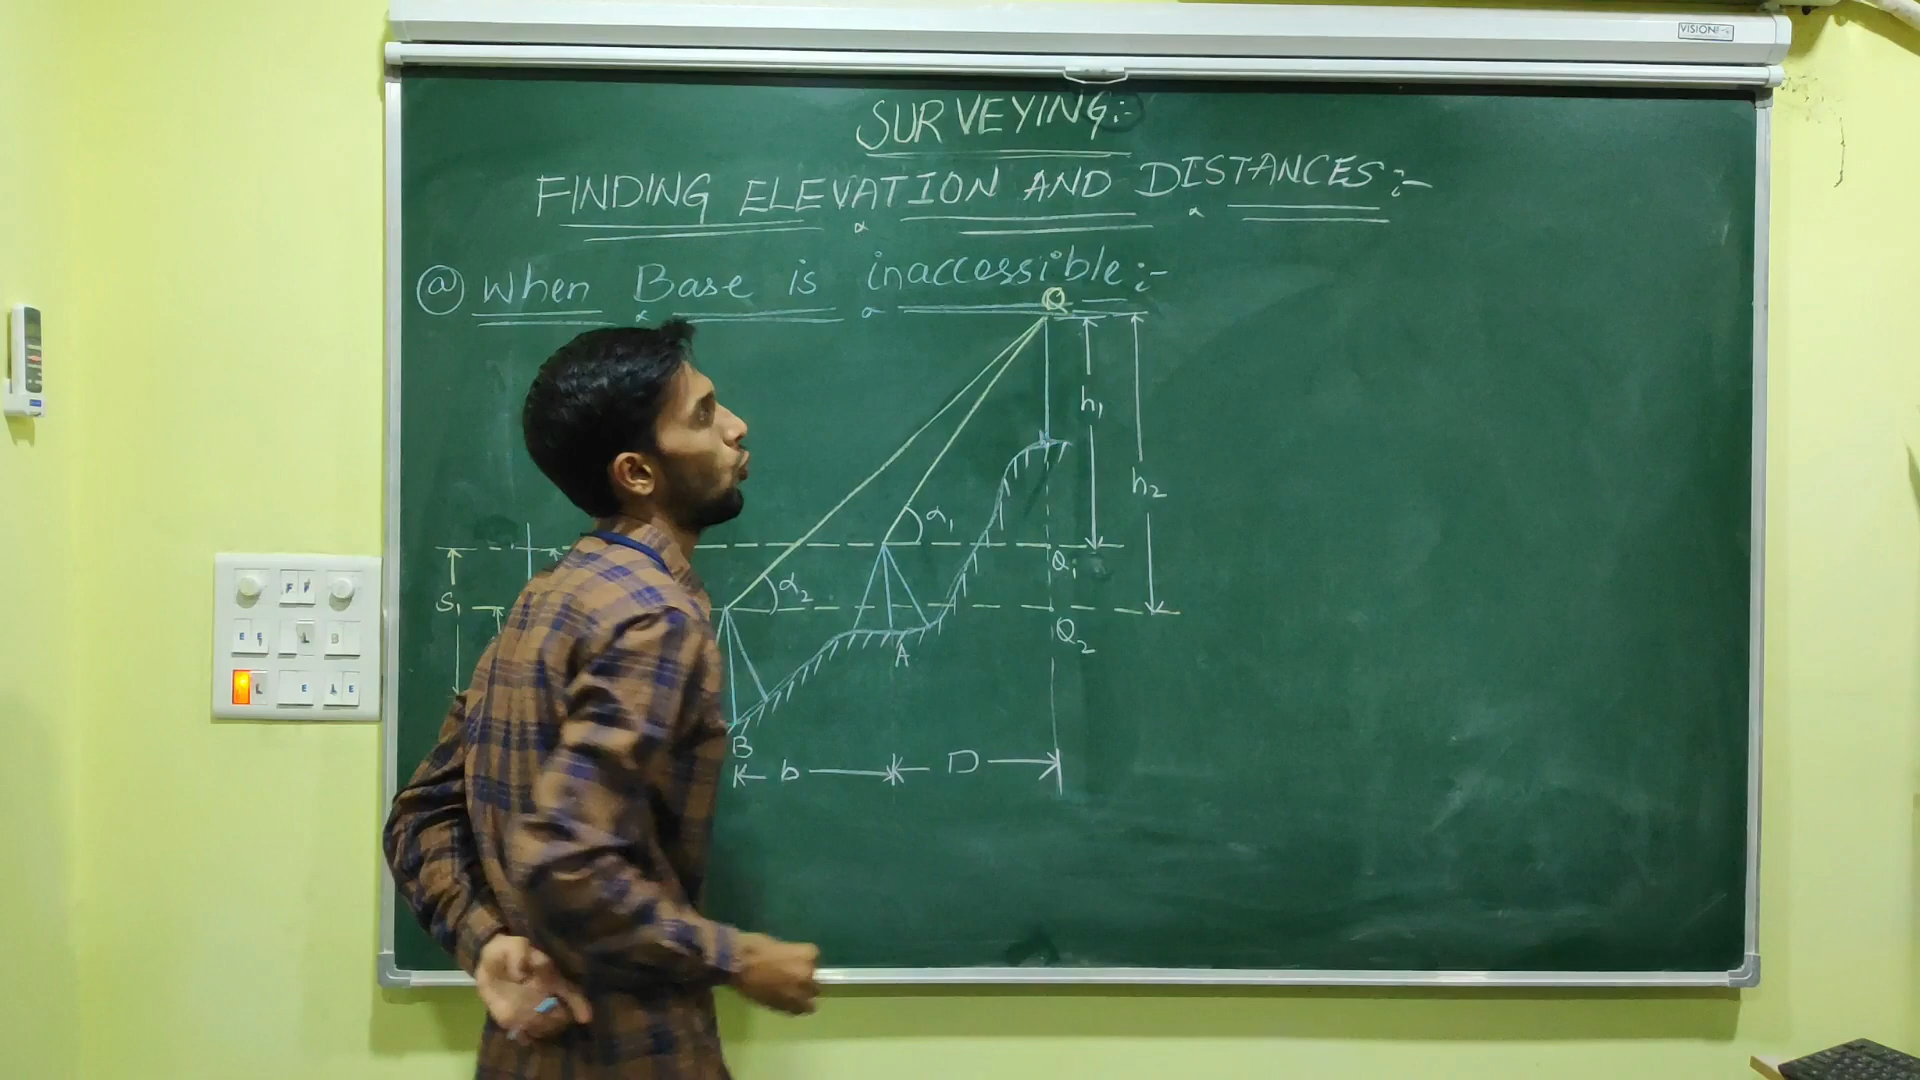 VISION
SURVEYING:-
FINDING ELEVATION AND DISTANCES:-
@ When Base is inaccessible:-
Q
h₁
h₂
α₁
Q₁
α₂
S₁
Q₂
A
B
b D